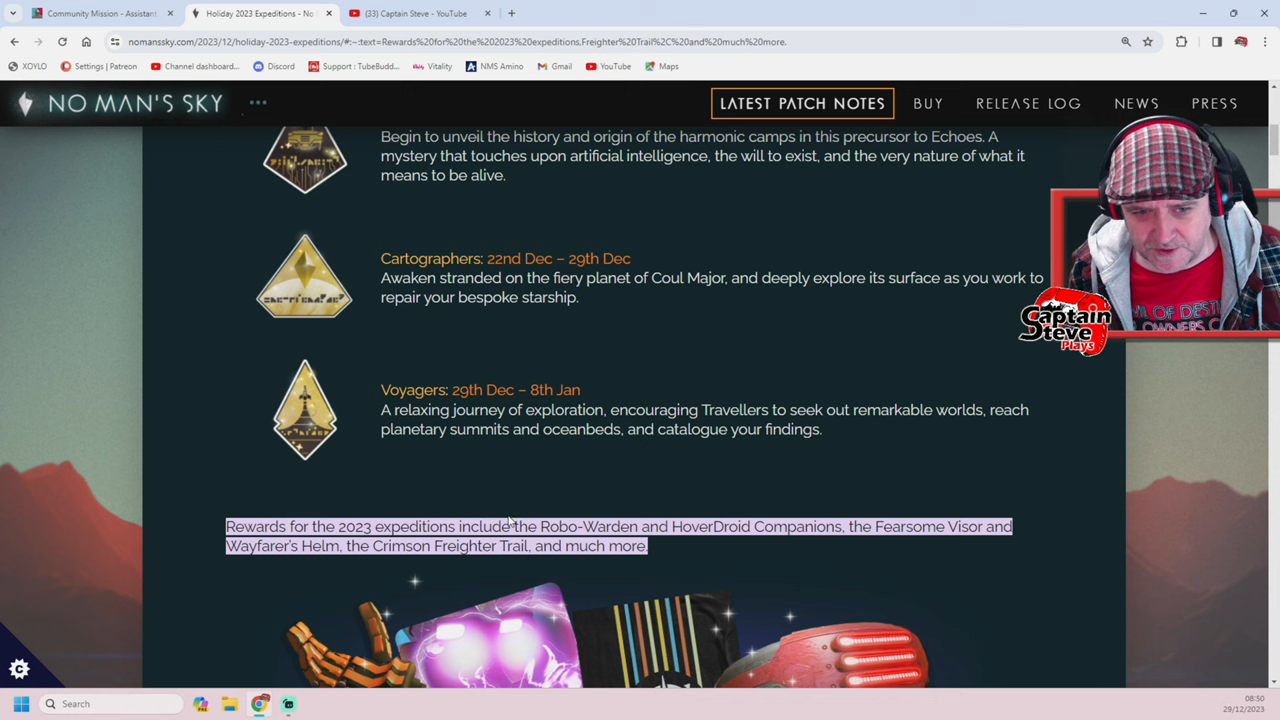 Community Mission - Assistant
Holiday 2023 Expeditions - No
(33) Captain Steve - YouTube
nomanssky.com/2023/12/holiday-2023-expeditions/#:~:text=Rewards%20for%20the%202023%20expeditions,Freighter%20Trail%2C%20and%20much%20more.
XOYLO
Settings | Patreon
Channel dashboard...
Discord
Support : TubeBudd...
Vitality
NMS Amino
Gmail
YouTube
Maps
NO MAN'S SKY
LATEST PATCH NOTES
BUY
RELEASE LOG
NEWS
PRESS
Begin to unveil the history and origin of the harmonic camps in this precursor to Echoes. A
mystery that touches upon artificial intelligence, the will to exist, and the very nature of what it
means to be alive.
Cartographers: 22nd Dec – 29th Dec
Awaken stranded on the fiery planet of Coul Major, and deeply explore its surface as you work to
repair your bespoke starship.
Voyagers: 29th Dec – 8th Jan
A relaxing journey of exploration, encouraging Travellers to seek out remarkable worlds, reach
planetary summits and oceanbeds, and catalogue your findings.
Rewards for the 2023 expeditions include the Robo-Warden and HoverDroid Companions, the Fearsome Visor and
Wayfarer's Helm, the Crimson Freighter Trail, and much more.
Captain
Steve
Plays
OF DEST
OWNERS C
Search
08:50
29/12/2023